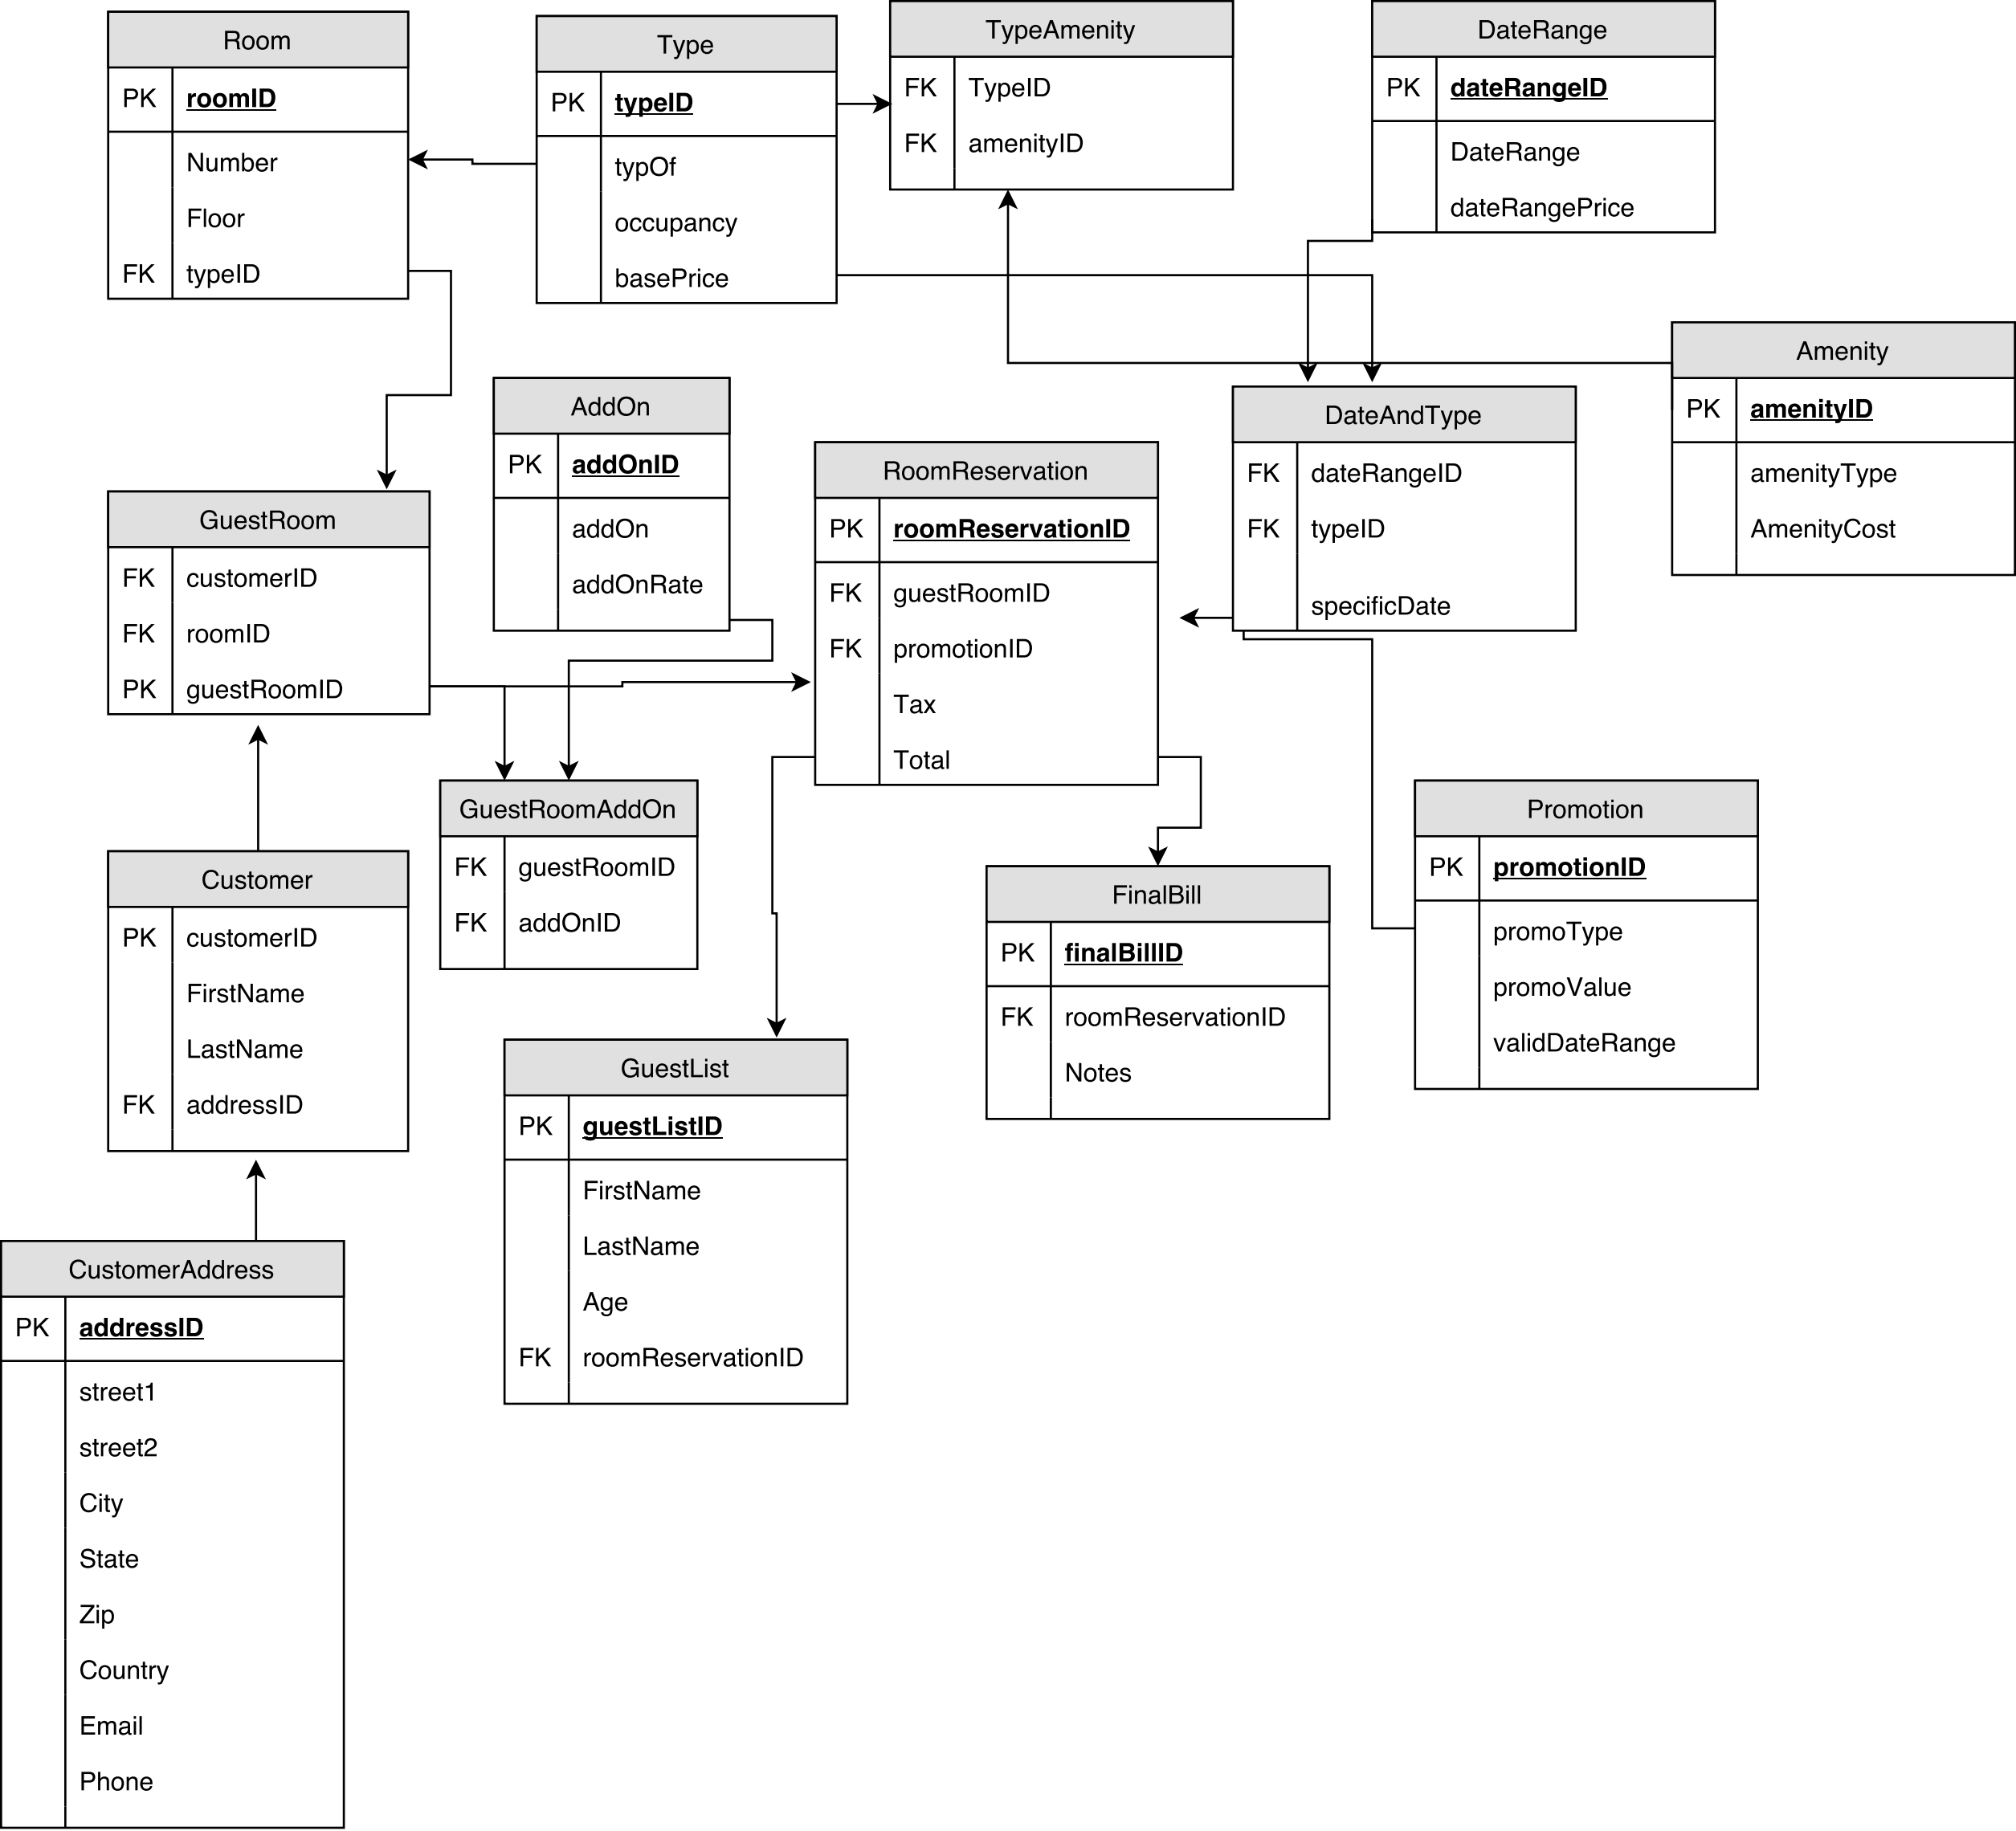 Room
PK roomID
Number
Floor
FK typeID
Type
PK typeID
typOf
occupancy
basePrice
TypeAmenity
FK TypeID
FK amenityID
DateRange
PK dateRangeID
DateRange
dateRangePrice
Amenity
PK amenityID
amenityType
AmenityCost
AddOn
PK addOnID
addOn
addOnRate
DateAndType
FK dateRangeID
FK typeID
specificDate
RoomReservation
PK roomReservationID
FK guestRoomID
FK promotionID
Tax
Total
GuestRoom
FK customerID
FK roomID
PK guestRoomID
GuestRoomAddOn
FK guestRoomID
FK addOnID
Promotion
PK promotionID
promoType
promoValue
validDateRange
Customer
PK customerID
FirstName
LastName
FK addressID
FinalBill
PK finalBillID
FK roomReservationID
Notes
GuestList
PK guestListID
FirstName
LastName
Age
FK roomReservationID
CustomerAddress
PK addressID
street1
street2
City
State
Zip
Country
Email
Phone